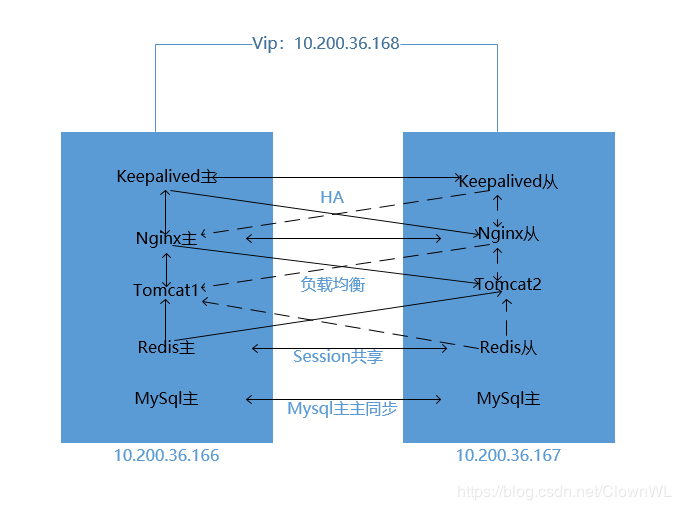 Vip：10.200.36.168
Keepalived主
Keepalived从
HA
Nginx主
Nginx从
负载均衡
Tomcat1
Tomcat2
Redis主
Redis从
Session共享
MySql主
MySql主
Mysql主主同步
10.200.36.166
10.200.36.167
https://blog.csdn.net/ClownWL